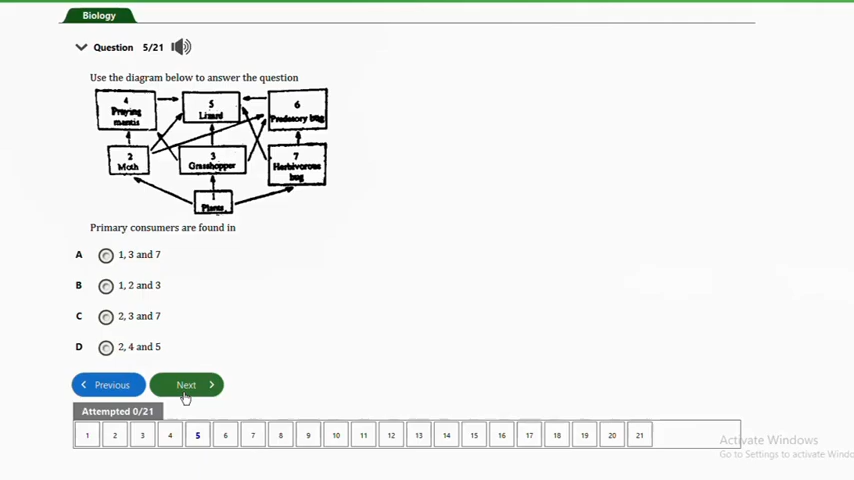 Biology
Question 5/21
Use the diagram below to answer the question
4
Praying
mantis
5
Lizard
6
Predatory bug
2
Moth
3
Grasshopper
7
Herbivorous
bug
1
Plants
Primary consumers are found in
A 1, 3 and 7
B 1, 2 and 3
C 2, 3 and 7
D 2, 4 and 5
Previous Next
Attempted 0/21
1 2 3 4 5 6 7 8 9 10 11 12 13 14 15 16 17 18 19 20 21
Activate Windows
Go to Settings to activate Windo